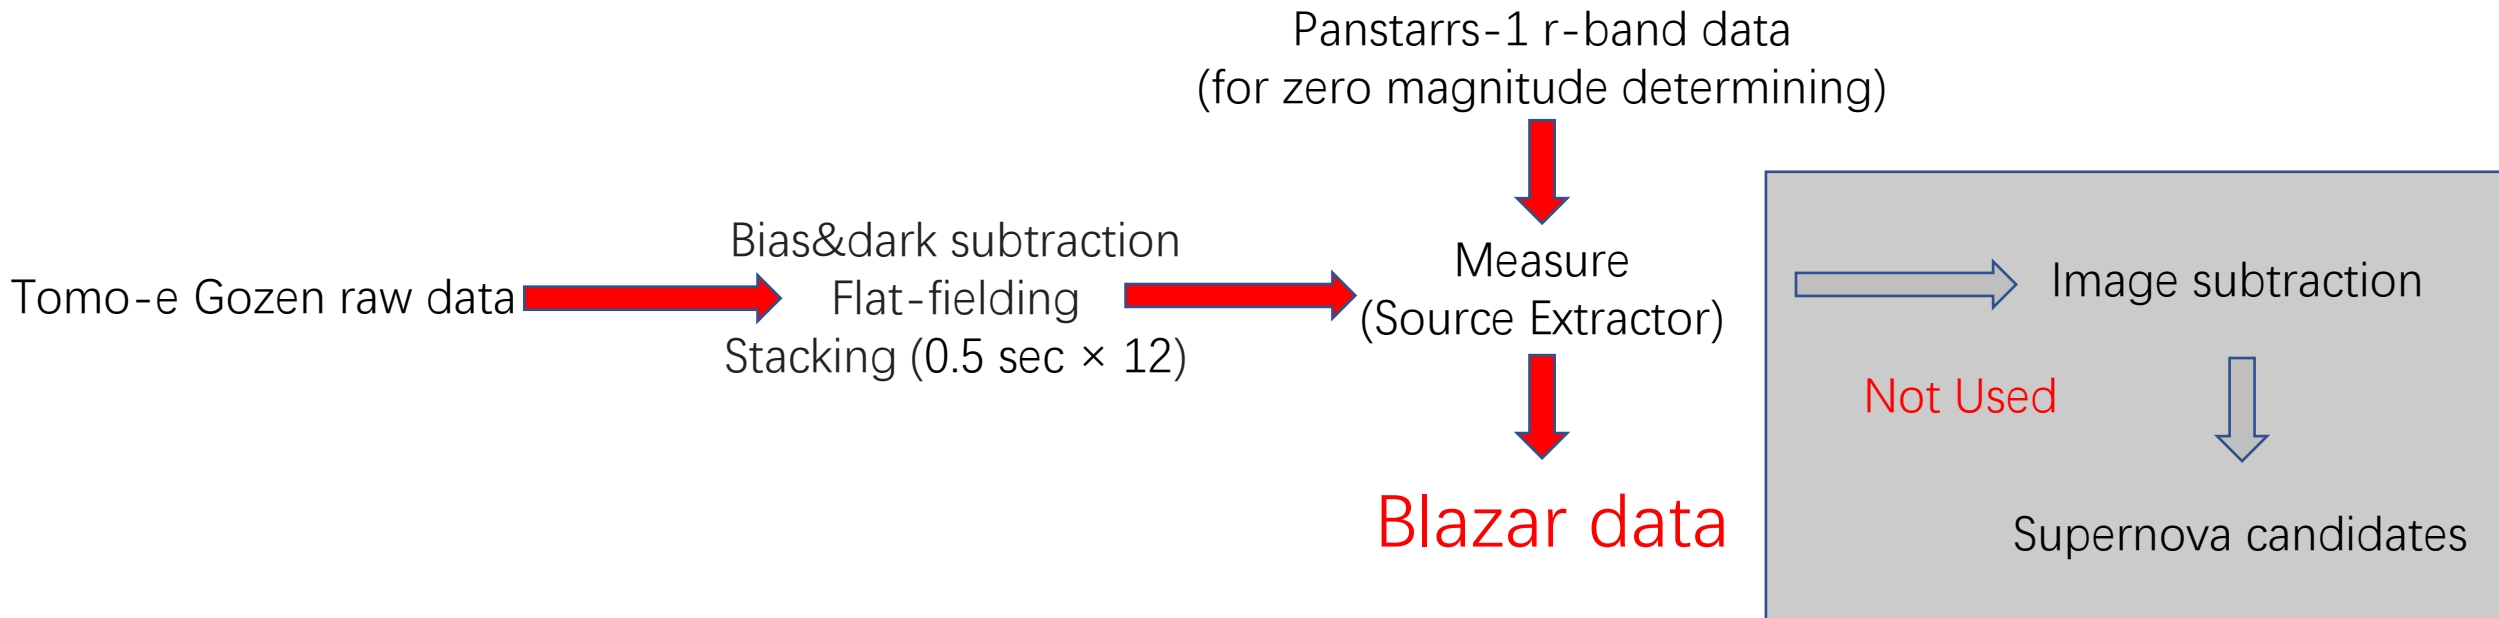 Panstarrs-1 r-band data
(for zero magnitude determining)
Tomo-e Gozen raw data
Bias&dark subtraction
Flat-fielding
Stacking (0.5 sec × 12)
Measure
(Source Extractor)
Blazar data
Image subtraction
Not Used
Supernova candidates